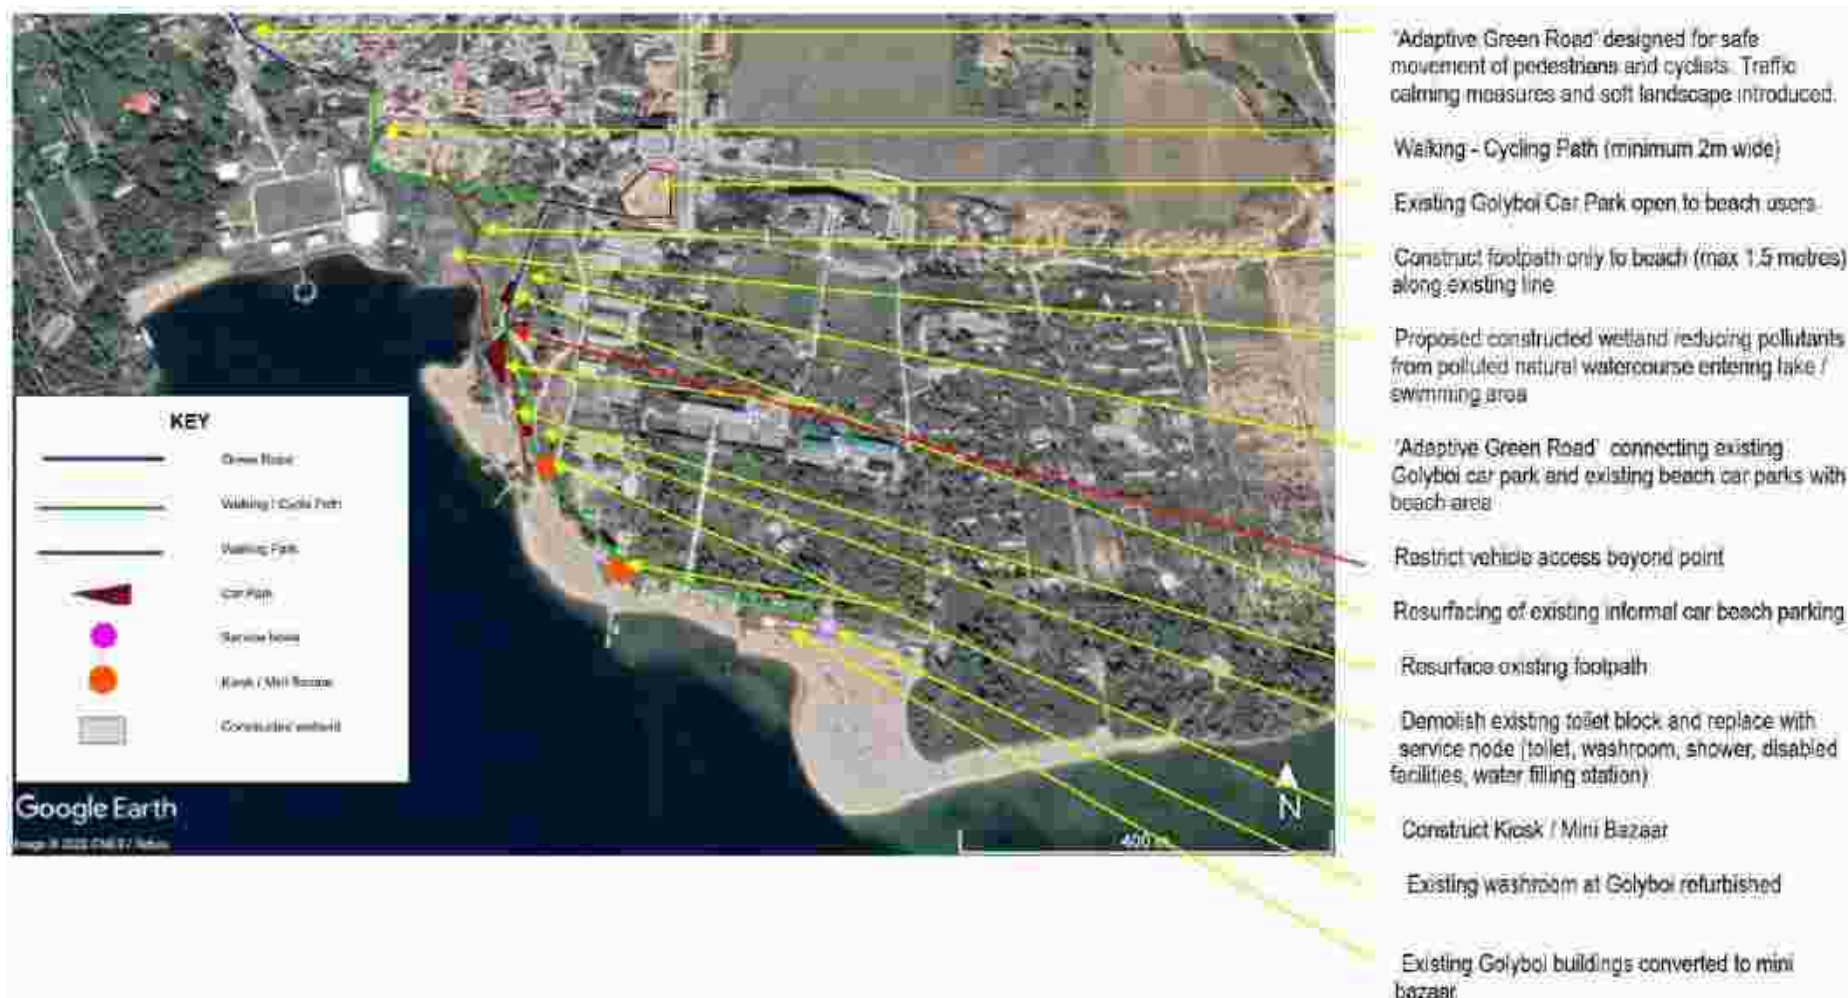 'Adaptive Green Road' designed for safe
movement of pedestrians and cyclists. Traffic
calming measures and soft landscape introduced.
Walking - Cycling Path (minimum 2m wide)
Existing Golyboi Car Park open to beach users
Construct footpath only to beach (max 1.5 metres)
along existing line
Proposed constructed wetland reducing pollutants
from polluted natural watercourse entering lake /
swimming area
'Adaptive Green Road' connecting existing
Golyboi car park and existing beach car parks with
beach area
Restrict vehicle access beyond point
Resurfacing of existing informal car beach parking
Resurface existing footpath
Demolish existing toilet block and replace with
service node (toilet, washroom, shower, disabled
facilities, water filling station)
Construct Kiosk / Mini Bazaar
Existing washroom at Golyboi refurbished
Existing Golyboi buildings converted to mini
bazaar
KEY
Green Road
Walking / Cycle Path
Walking Path
Car Park
Service Node
Kiosk / Mini Bazaar
Constructed wetland
Google Earth
N
400 m